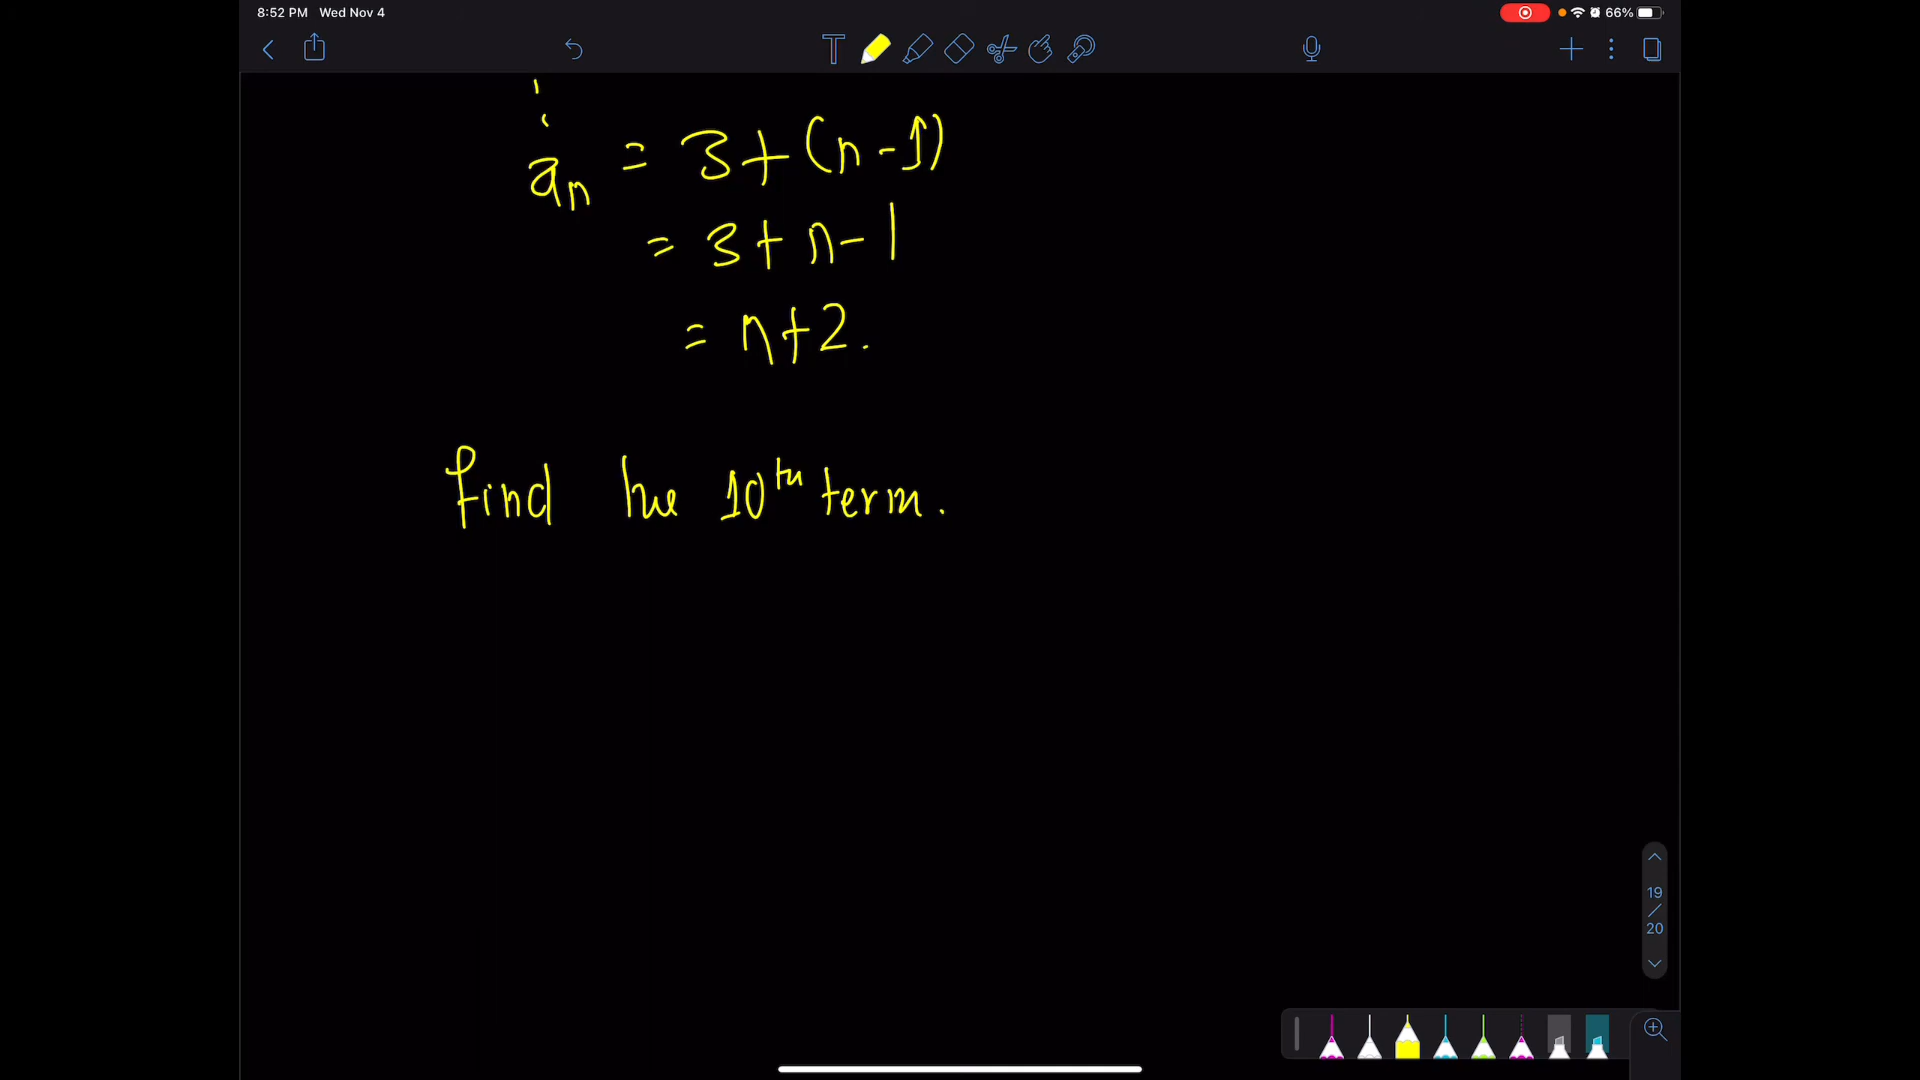 8:52 PM Wed Nov 4
66%
T
aₙ = 3+(n-1)
= 3+n-1
= n+2.
find the 10th term.
19
/
20